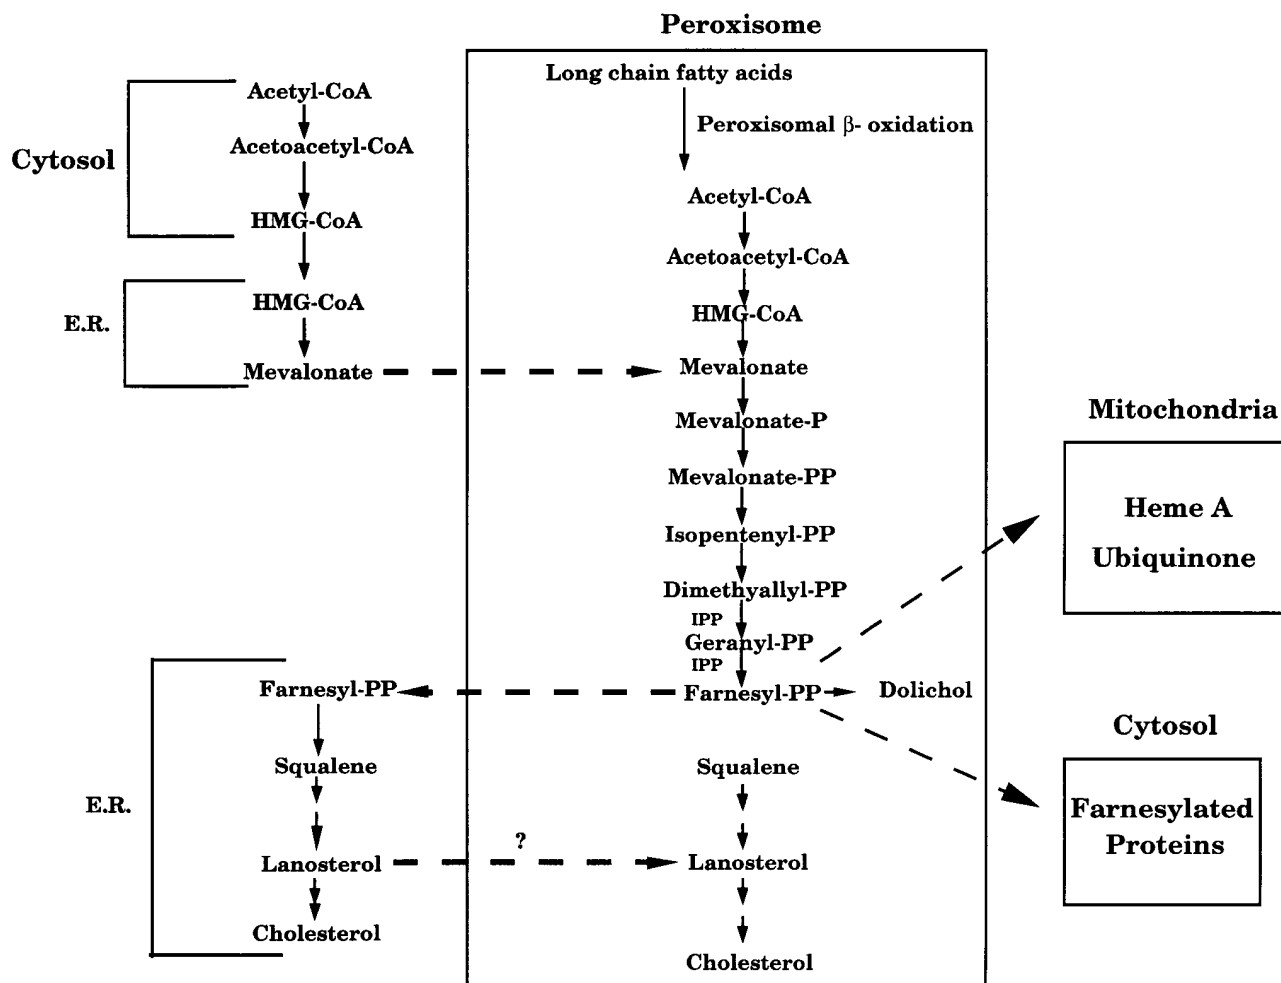 Peroxisome
Long chain fatty acids
Peroxisomal β- oxidation
Acetyl-CoA
Acetoacetyl-CoA
HMG-CoA
Mevalonate
Mevalonate-P
Mevalonate-PP
Isopentenyl-PP
Dimethyallyl-PP
IPP
Geranyl-PP
IPP
Farnesyl-PP
Dolichol
Squalene
Lanosterol
Cholesterol
Cytosol
Acetyl-CoA
Acetoacetyl-CoA
HMG-CoA
E.R.
HMG-CoA
Mevalonate
E.R.
Farnesyl-PP
Squalene
Lanosterol
?
Cholesterol
Mitochondria
Heme A
Ubiquinone
Cytosol
Farnesylated
Proteins